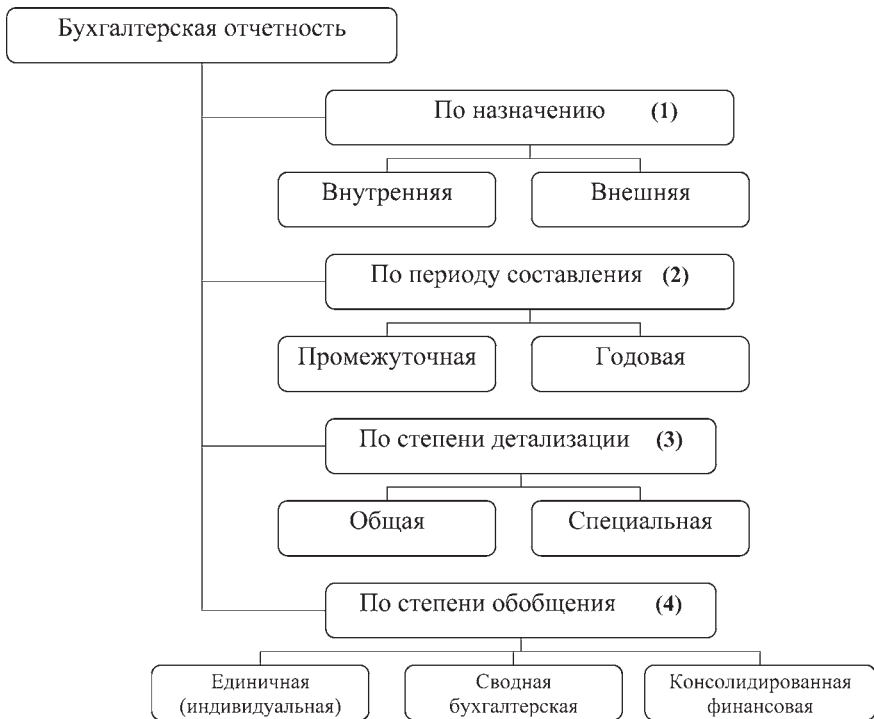 Бухгалтерская отчетность
По назначению (1)
Внутренняя
Внешняя
По периоду составления (2)
Промежуточная
Годовая
По степени детализации (3)
Общая
Специальная
По степени обобщения (4)
Единичная
(индивидуальная)
Сводная
бухгалтерская
Консолидированная
финансовая